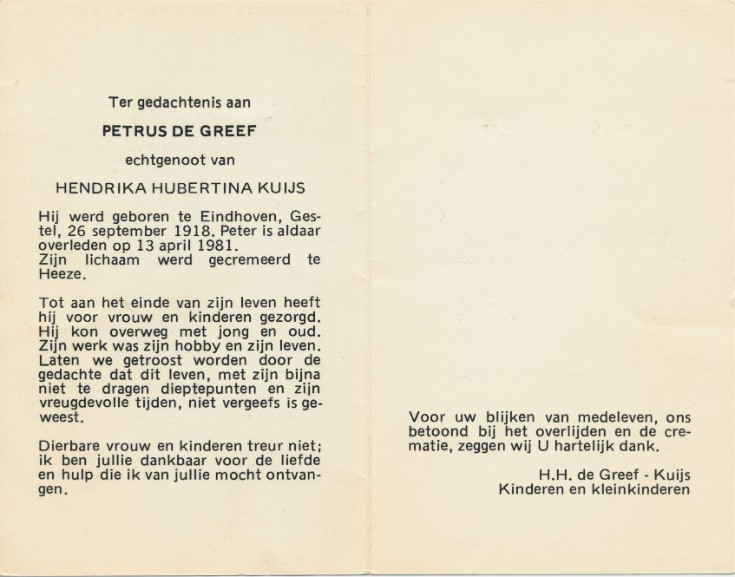 Ter gedachtenis aan
PETRUS DE GREEF
echtgenoot van
HENDRIKA HUBERTINA KUIJS
Hij werd geboren te Eindhoven, Ges-
tel, 26 september 1918. Peter is aldaar
overleden op 13 april 1981.
Zijn lichaam werd gecremeerd te
Heeze.
Tot aan het einde van zijn leven heeft
hij voor vrouw en kinderen gezorgd.
Hij kon overweg met jong en oud.
Zijn werk was zijn hobby en zijn leven.
Laten we getroost worden door de
gedachte dat dit leven, met zijn bijna
niet te dragen dieptepunten en zijn
vreugdevolle tijden, niet vergeefs is ge-
weest.
Dierbare vrouw en kinderen treur niet;
ik ben jullie dankbaar voor de liefde
en hulp die ik van jullie mocht ontvan-
gen.
Voor uw blijken van medeleven, ons
betoond bij het overlijden en de cre-
matie, zeggen wij U hartelijk dank.
H.H. de Greef - Kuijs
Kinderen en kleinkinderen